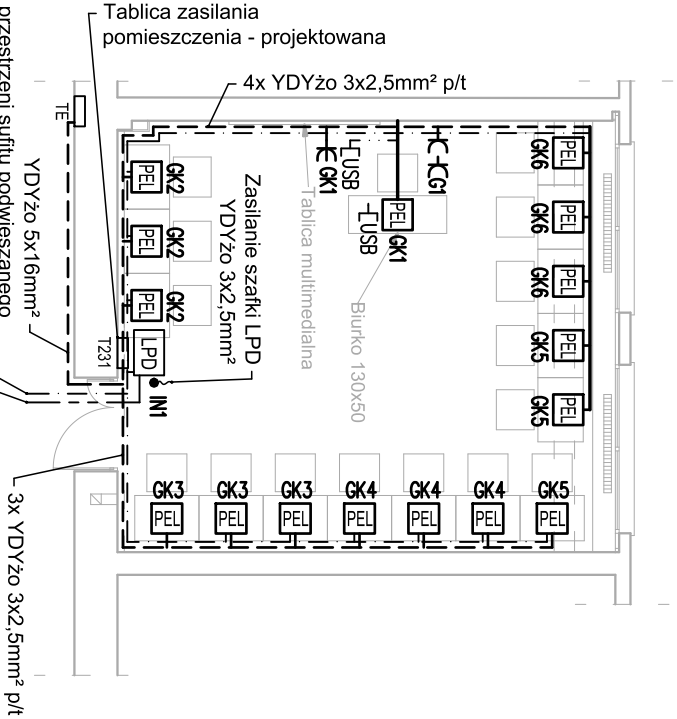 Tablica zasilania
pomieszczenia - projektowana
4x YDYżo 3x2,5mm² p/t
TE
przestrzeni sufitu podwieszanego
YDYżo 5x16mm²
PEL
GK2
PEL
GK2
PEL
GK2
Zasilanie szafki LPD
YDYżo 3x2,5mm²
T231
LPD
IN1
USB
GK1
Tablica multimedialna
G1
PEL
GK1
USB
Biurko 130x50
GK6
PEL
GK6
PEL
GK6
PEL
GK5
PEL
GK5
PEL
GK3
PEL
GK3
PEL
GK3
PEL
GK4
PEL
GK4
PEL
GK4
PEL
GK5
PEL
3x YDYżo 3x2,5mm² p/t